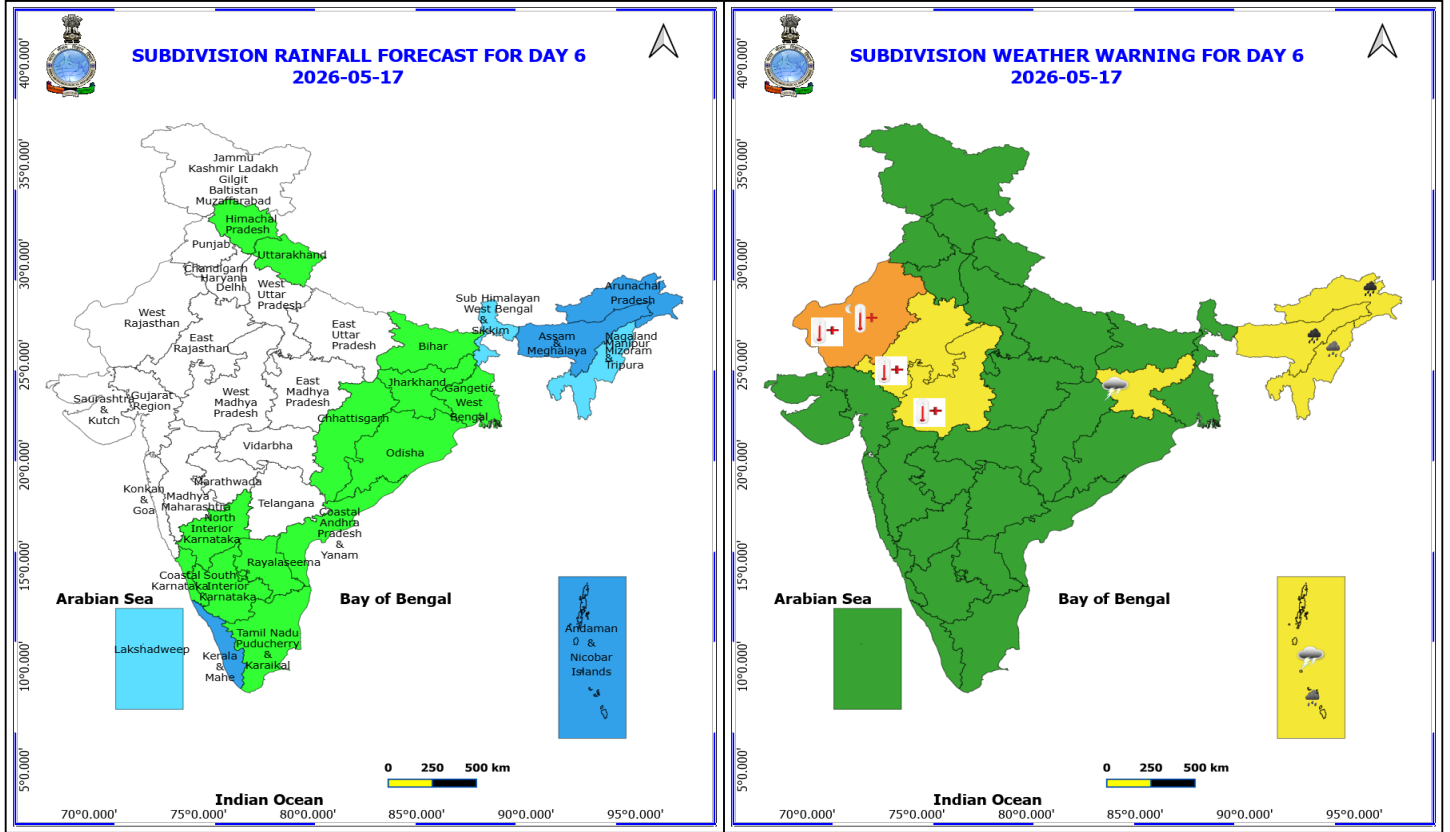 SUBDIVISION RAINFALL FORECAST FOR DAY 6
2026-05-17
40°0.000'
35°0.000'
30°0.000'
25°0.000'
20°0.000'
15°0.000'
10°0.000'
5°0.000'
Jammu
Kashmir Ladakh
Gilgit
Baltistan
Muzaffarabad
Himachal
Pradesh
Punjab
Uttarakhand
Chandigarh
Haryana
Delhi
West
Uttar
Pradesh
West
Rajasthan
East
Rajasthan
East
Uttar
Pradesh
Sub Himalayan
West Bengal
&
Sikkim
Arunachal
Pradesh
Assam
&
Meghalaya
Nagaland
Manipur
Mizoram
&
Tripura
Bihar
Jharkhand
Gangetic
West
Bengal
Saurashtra
&
Kutch
Gujarat
Region
West
Madhya
Pradesh
East
Madhya
Pradesh
Chhattisgarh
Vidarbha
Odisha
Konkan
&
Goa
Madhya
Maharashtra
Marathwada
Telangana
North
Interior
Karnataka
Coastal
Andhra
Pradesh
&
Yanam
Rayalaseema
Coastal
Karnataka
South
Interior
Karnataka
Tamil Nadu
Puducherry
&
Karaikal
Kerala
&
Mahe
Lakshadweep
Andaman
&
Nicobar
Islands
Arabian Sea
Bay of Bengal
Indian Ocean
0 250 500 km
70°0.000' 75°0.000' 80°0.000' 85°0.000' 90°0.000' 95°0.000'
SUBDIVISION WEATHER WARNING FOR DAY 6
2026-05-17
40°0.000'
35°0.000'
30°0.000'
25°0.000'
20°0.000'
15°0.000'
10°0.000'
5°0.000'
Arabian Sea
Bay of Bengal
Indian Ocean
0 250 500 km
70°0.000' 75°0.000' 80°0.000' 85°0.000' 90°0.000' 95°0.000'